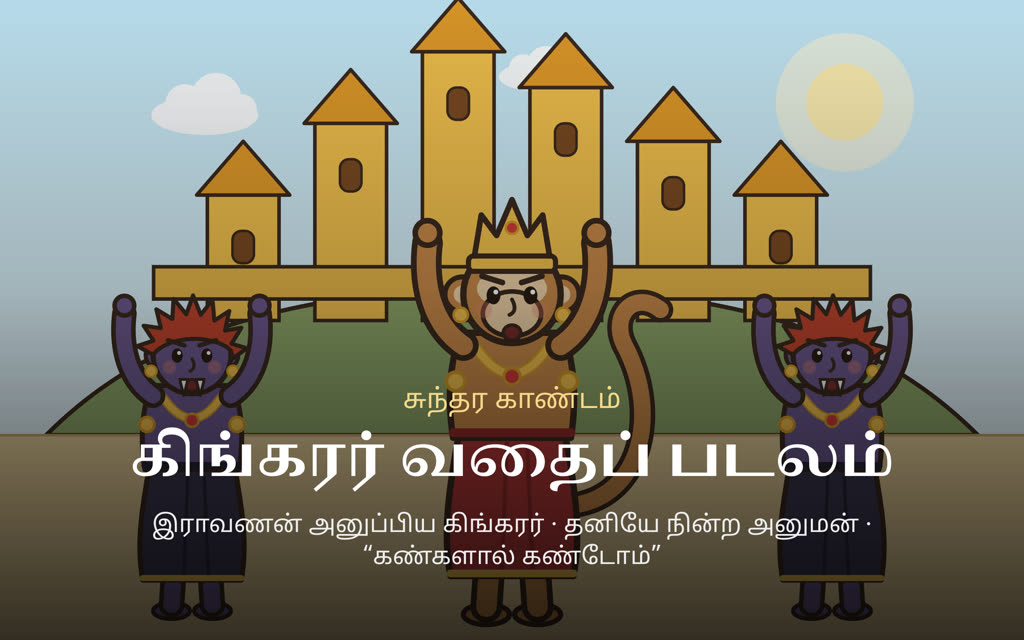 சுந்தர காண்டம்
கிங்கரர் வதைப் படலம்
இராவணன் அனுப்பிய கிங்கரர் · தனியே நின்ற அனுமன் ·
“கண்களால் கண்டோம்”